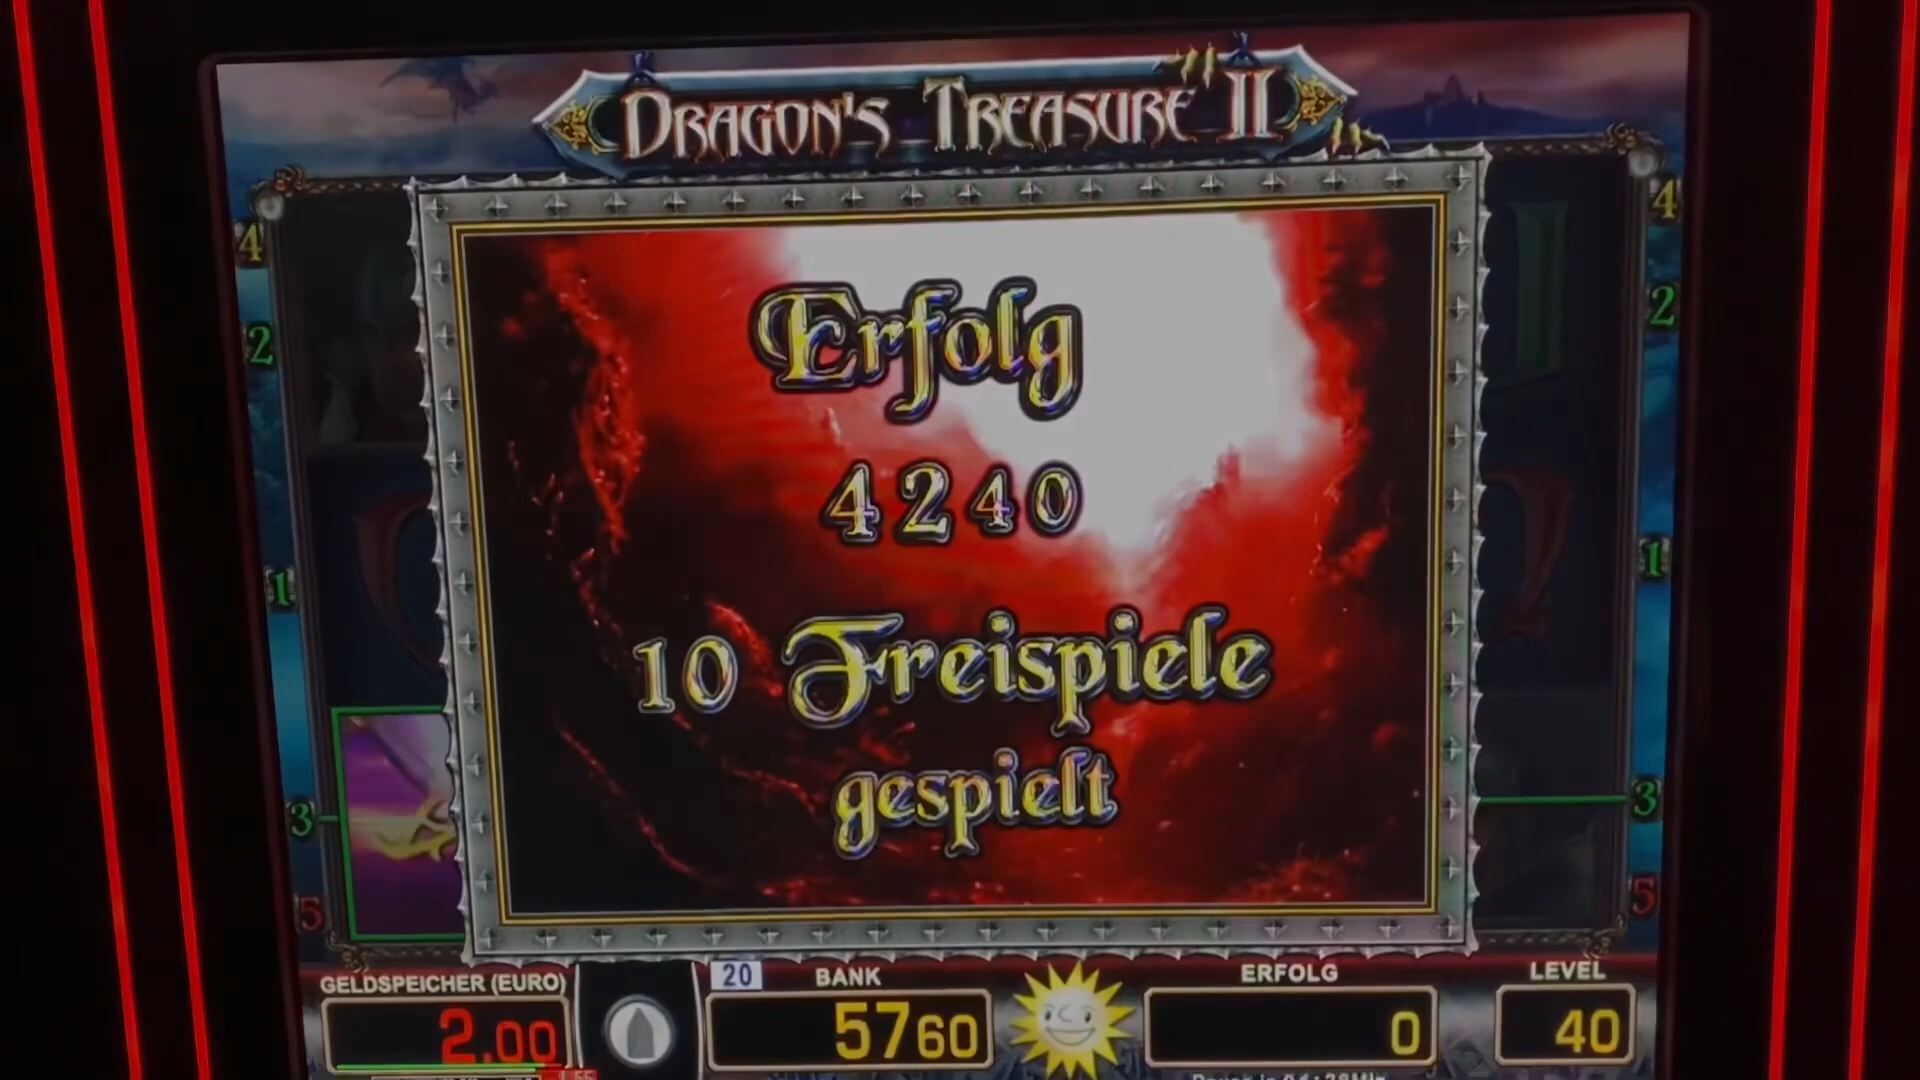 DRAGON'S TREASURE II
4
4
2
2
1
1
3
3
5
5
Erfolg
4240
10 Freispiele
gespielt
GELDSPEICHER (EURO)
20
BANK
ERFOLG
LEVEL
2.00
5760
0
40